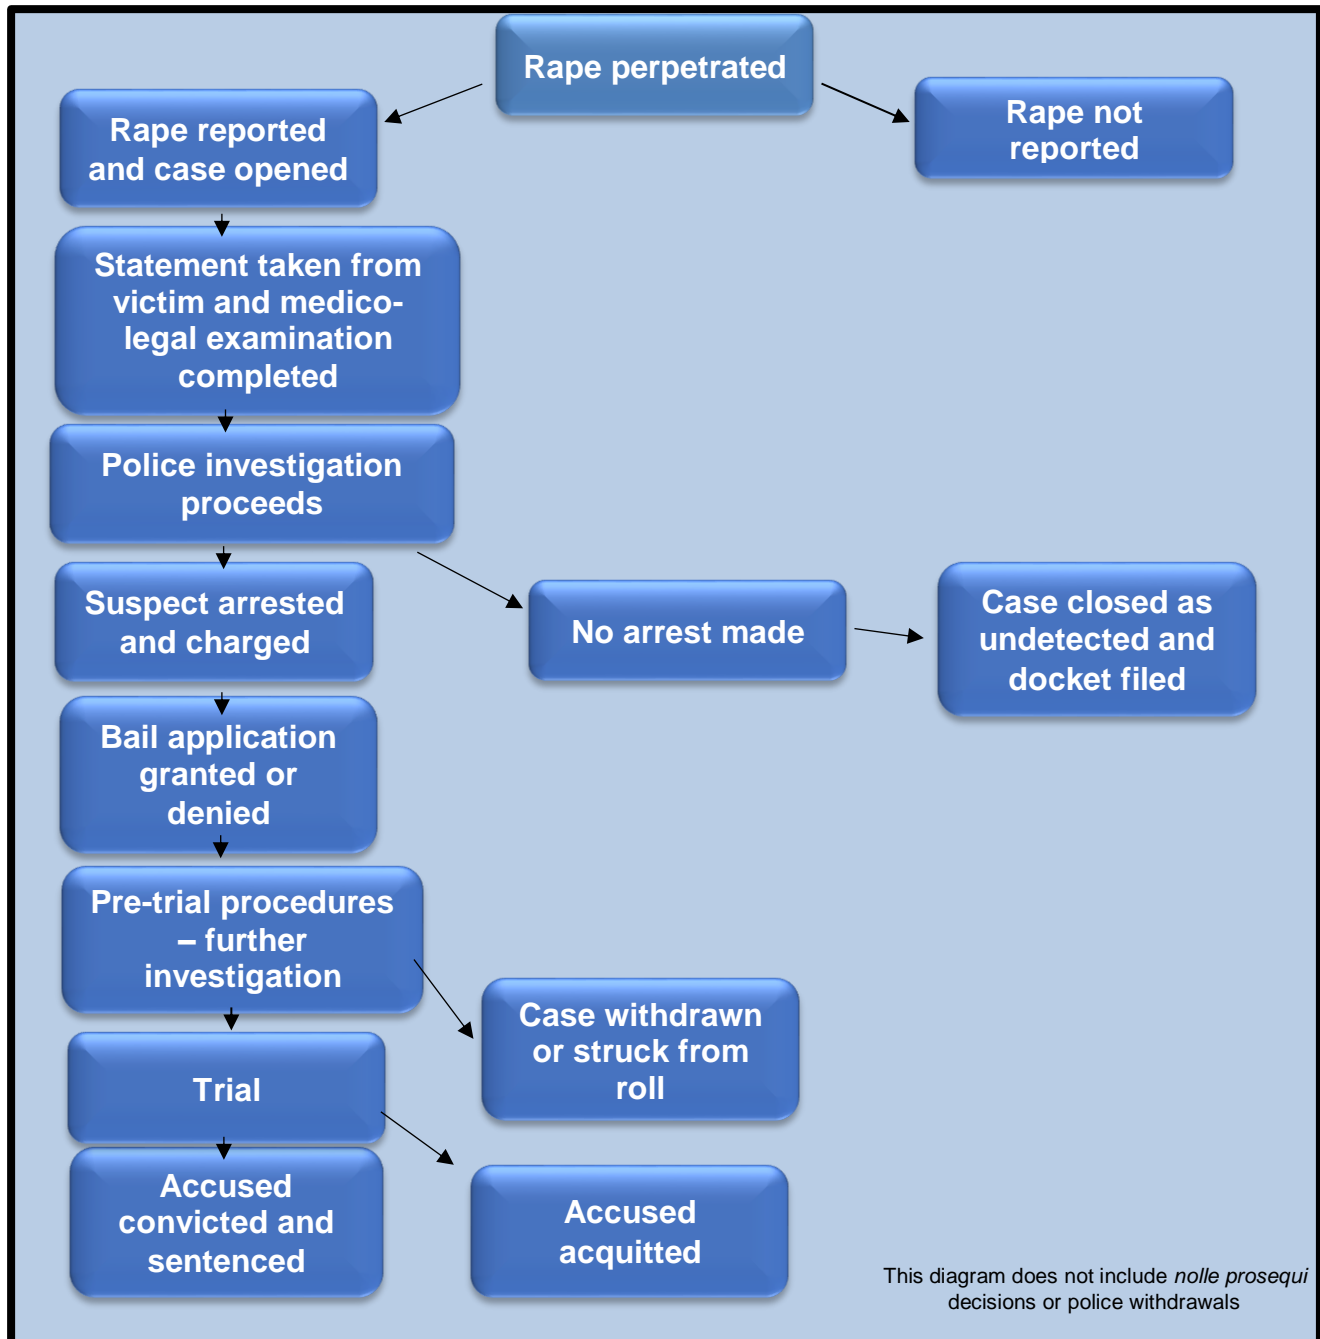 Rape perpetrated
Rape reported
and case opened
Rape not
reported
Statement taken from
victim and medico-
legal examination
completed
Police investigation
proceeds
Suspect arrested
and charged
No arrest made
Case closed as
undetected and
docket filed
Bail application
granted or
denied
Pre-trial procedures
– further
investigation
Case withdrawn
or struck from
roll
Trial
Accused
convicted and
sentenced
Accused
acquitted
This diagram does not include nolle prosequi
decisions or police withdrawals